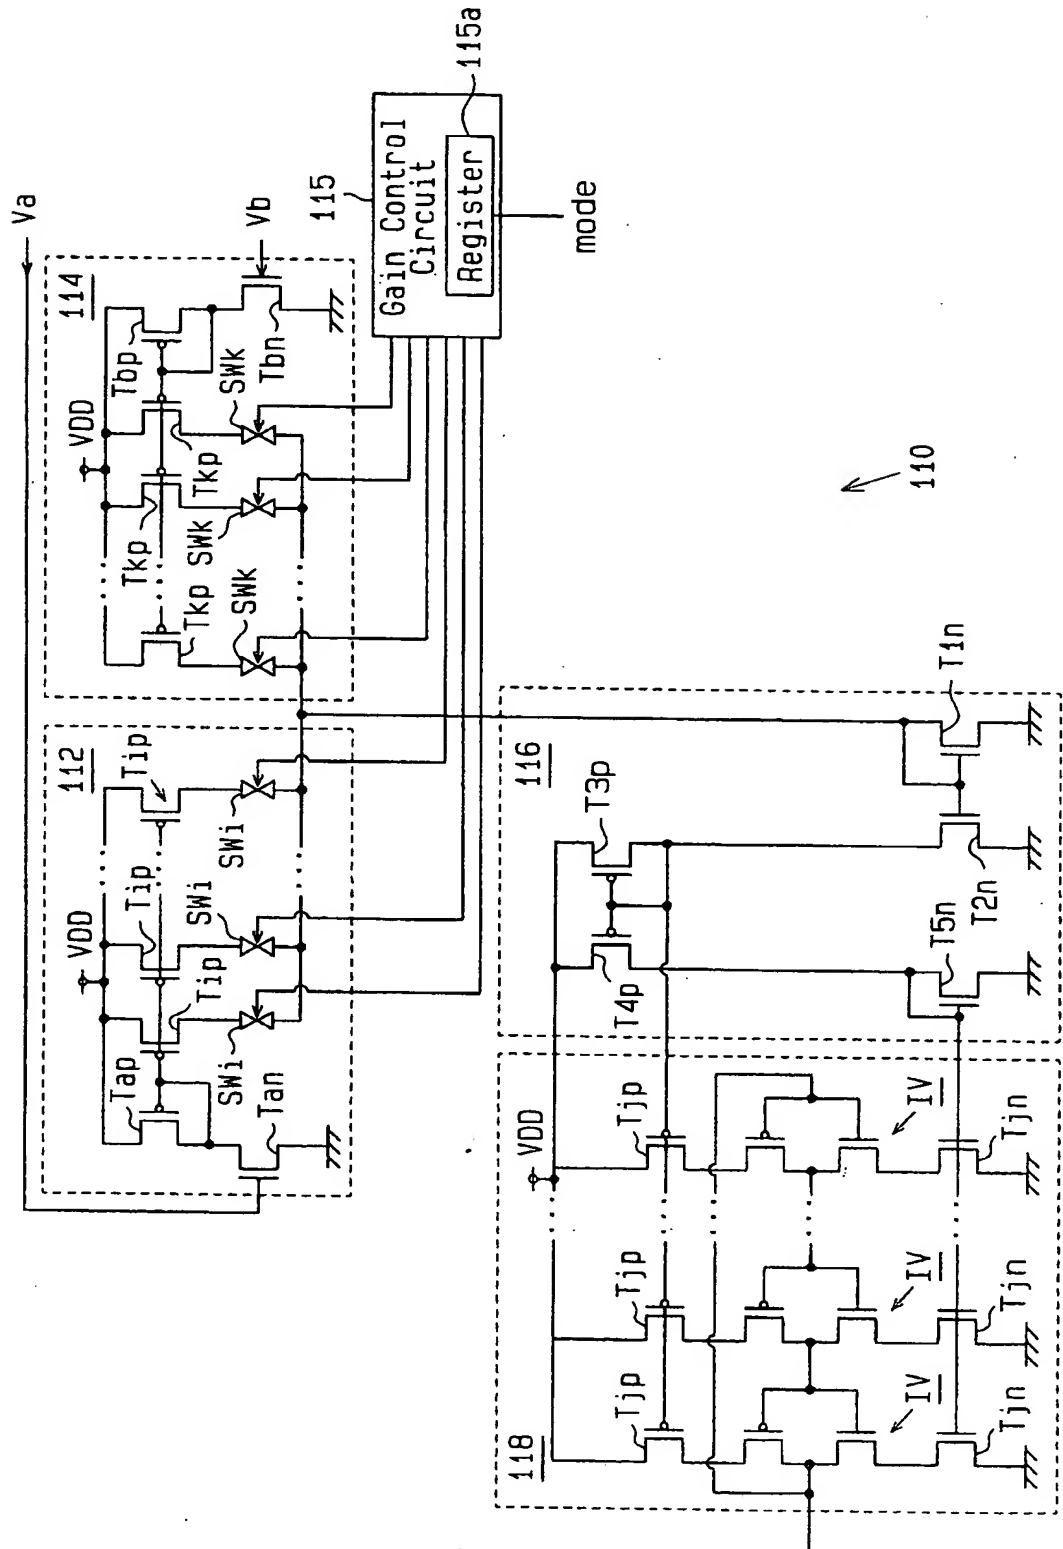 Va
112
VDD
Tap
Tip
Tip
Tip
SWi
SWi
SWi
Tan
114
VDD
Tkp
Tkp
Tkp
Tbp
SWk
SWk
SWk
Tbn
Vb
115
Gain Control
Circuit
Register
115a
mode
110
116
T3p
T4p
T5n
T2n
T1n
118
VDD
Tjp
Tjp
Tjp
IV
IV
IV
Tjn
Tjn
Tjn